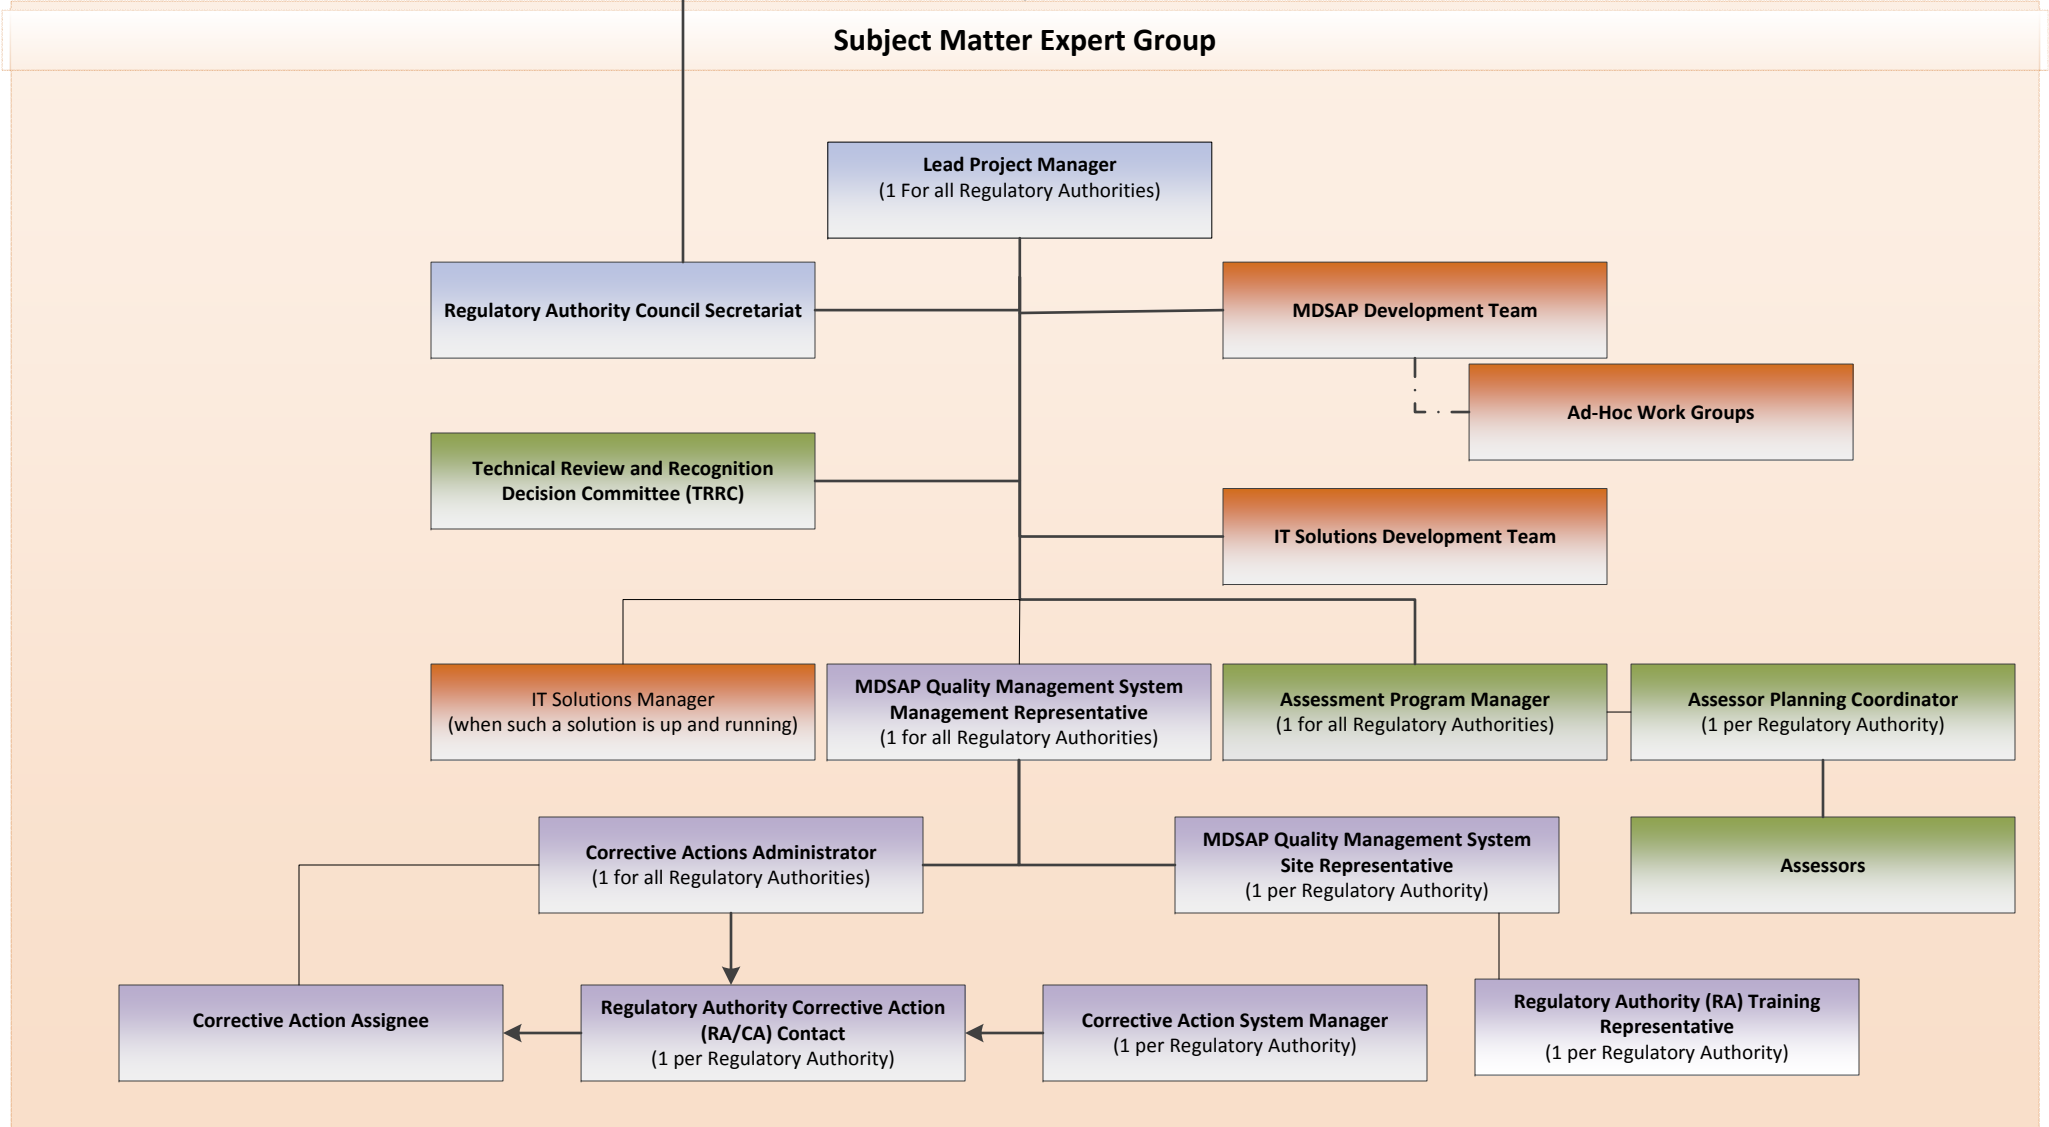 Subject Matter Expert Group
Lead Project Manager
(1 For all Regulatory Authorities)
Regulatory Authority Council Secretariat
MDSAP Development Team
Ad-Hoc Work Groups
Technical Review and Recognition
Decision Committee (TRRC)
IT Solutions Development Team
IT Solutions Manager
(when such a solution is up and running)
MDSAP Quality Management System
Management Representative
(1 for all Regulatory Authorities)
Assessment Program Manager
(1 for all Regulatory Authorities)
Assessor Planning Coordinator
(1 per Regulatory Authority)
Corrective Actions Administrator
(1 for all Regulatory Authorities)
MDSAP Quality Management System
Site Representative
(1 per Regulatory Authority)
Assessors
Corrective Action Assignee
Regulatory Authority Corrective Action
(RA/CA) Contact
(1 per Regulatory Authority)
Corrective Action System Manager
(1 per Regulatory Authority)
Regulatory Authority (RA) Training
Representative
(1 per Regulatory Authority)